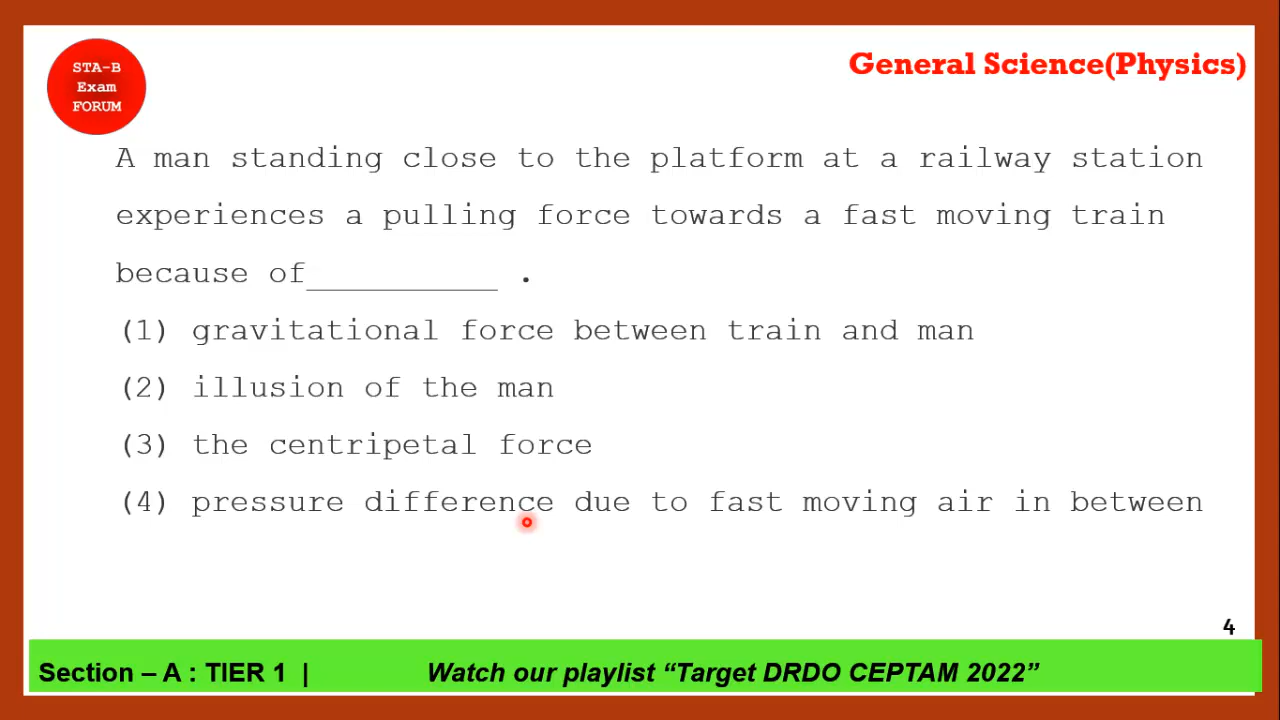 STA-B
Exam
FORUM
General Science(Physics)
A man standing close to the platform at a railway station
experiences a pulling force towards a fast moving train
because of__________ .
(1) gravitational force between train and man
(2) illusion of the man
(3) the centripetal force
(4) pressure difference due to fast moving air in between
4
Section – A : TIER 1 | Watch our playlist “Target DRDO CEPTAM 2022”